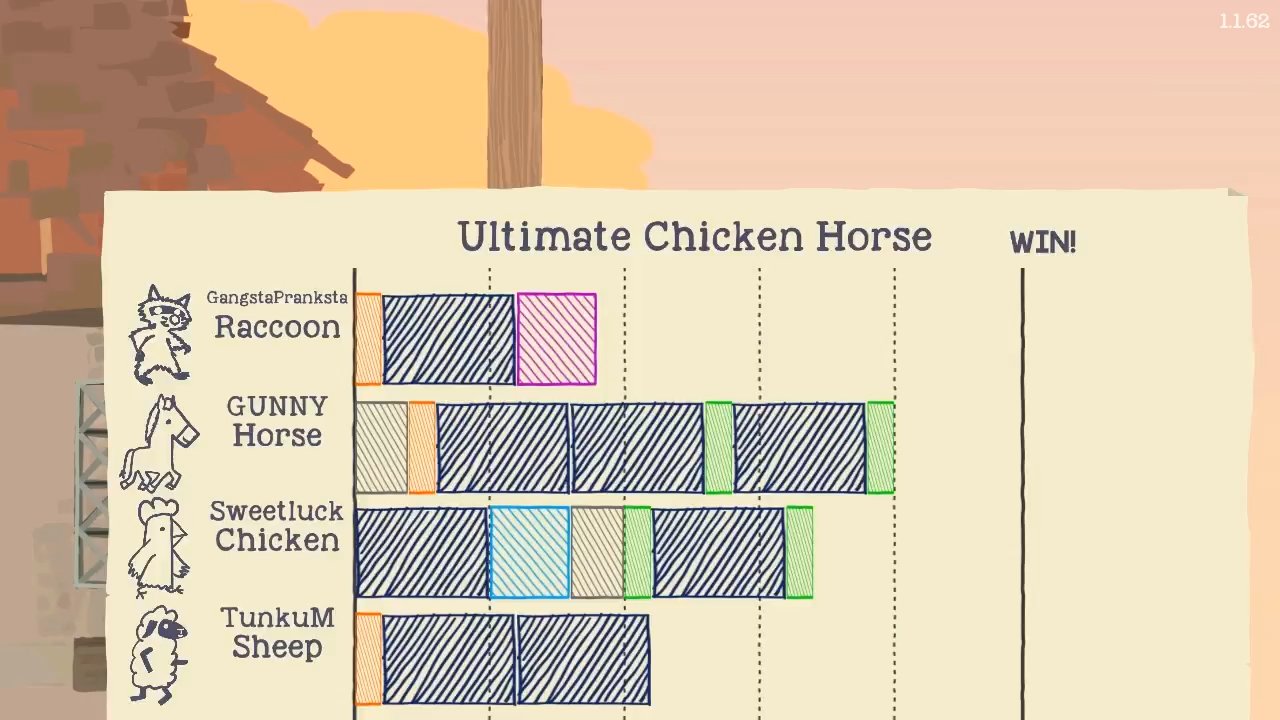 1.1.62
Ultimate Chicken Horse
WIN!
GangstaPranksta
Raccoon
GUNNY
Horse
Sweetluck
Chicken
TunkuM
Sheep